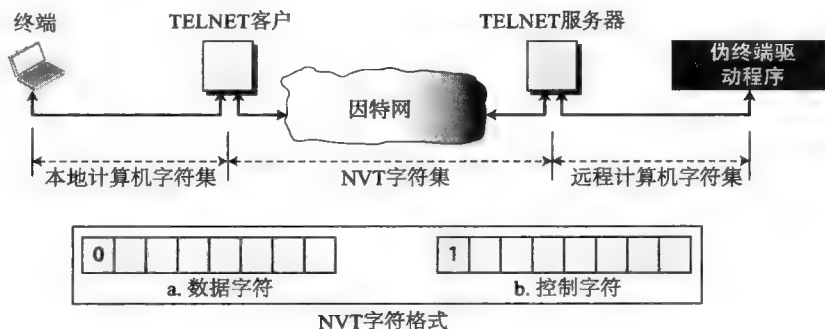 终端
TELNET客户
TELNET服务器
伪终端驱
动程序
因特网
本地计算机字符集
NVT字符集
远程计算机字符集
0
1
a. 数据字符
b. 控制字符
NVT字符格式